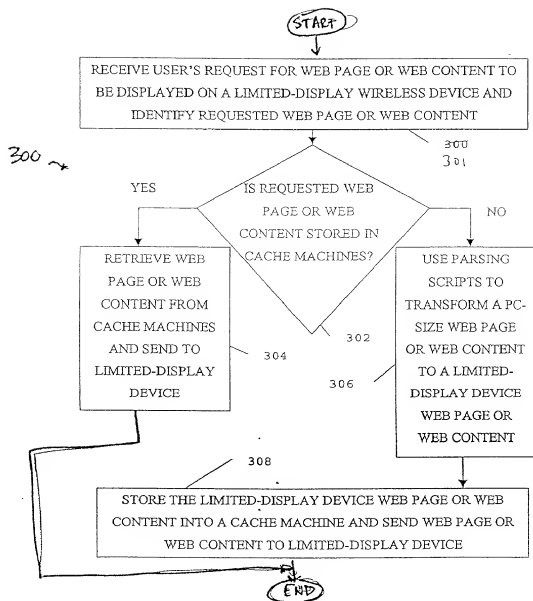 START
RECEIVE USER'S REQUEST FOR WEB PAGE OR WEB CONTENT TO
BE DISPLAYED ON A LIMITED-DISPLAY WIRELESS DEVICE AND
IDENTIFY REQUESTED WEB PAGE OR WEB CONTENT
300
301
300
YES
IS REQUESTED WEB
PAGE OR WEB
CONTENT STORED IN
CACHE MACHINES?
NO
302
RETRIEVE WEB
PAGE OR WEB
CONTENT FROM
CACHE MACHINES
AND SEND TO
LIMITED-DISPLAY
DEVICE
304
USE PARSING
SCRIPTS TO
TRANSFORM A PC-
SIZE WEB PAGE
OR WEB CONTENT
TO A LIMITED-
DISPLAY DEVICE
WEB PAGE OR
WEB CONTENT
306
308
STORE THE LIMITED-DISPLAY DEVICE WEB PAGE OR WEB
CONTENT INTO A CACHE MACHINE AND SEND WEB PAGE OR
WEB CONTENT TO LIMITED-DISPLAY DEVICE
END